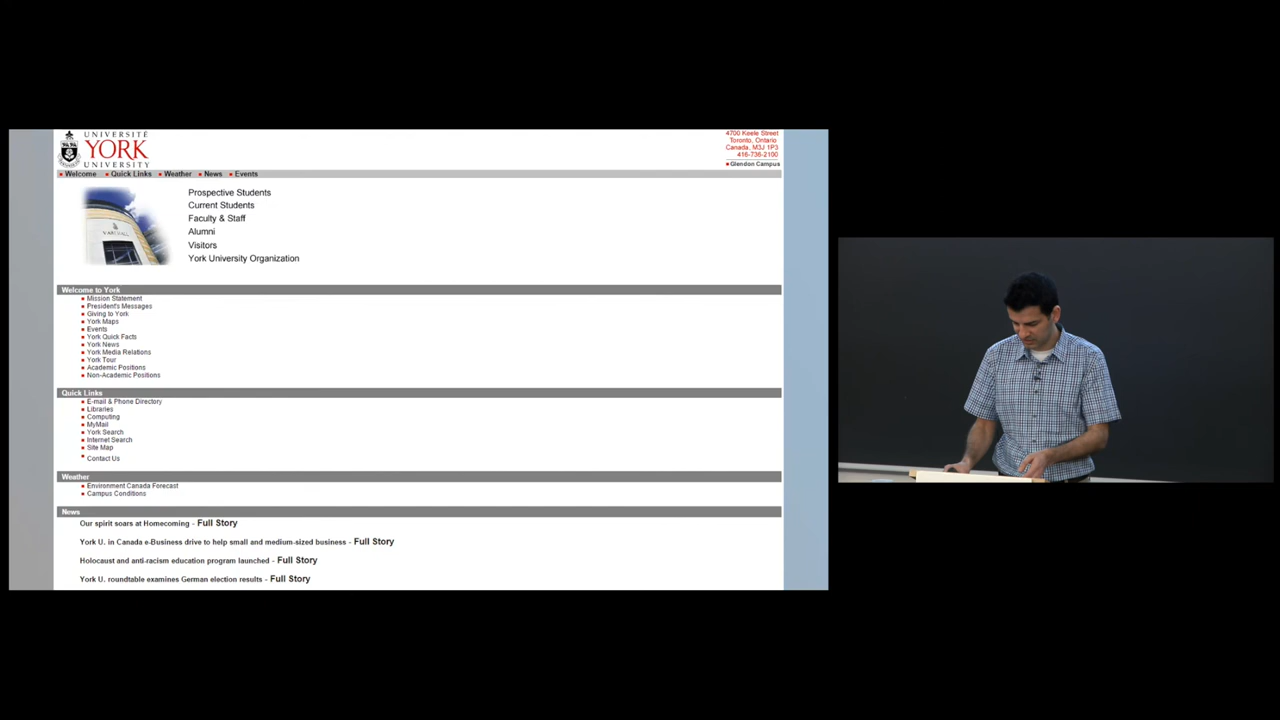 UNIVERSITÉ
YORK
UNIVERSITY
4700 Keele Street
Toronto, Ontario
Canada, M3J 1P3
416-736-2100
Glendon Campus
Welcome Quick Links Weather News Events
VARI HALL
Prospective Students
Current Students
Faculty & Staff
Alumni
Visitors
York University Organization
Welcome to York
Mission Statement
President's Messages
Giving to York
York Maps
Events
York Quick Facts
York News
York Media Relations
York Tour
Academic Positions
Non-Academic Positions
Quick Links
E-mail & Phone Directory
Libraries
Computing
MyMail
York Search
Internet Search
Site Map
Contact Us
Weather
Environment Canada Forecast
Campus Conditions
News
Our spirit soars at Homecoming - Full Story
York U. in Canada e-Business drive to help small and medium-sized business - Full Story
Holocaust and anti-racism education program launched - Full Story
York U. roundtable examines German election results - Full Story